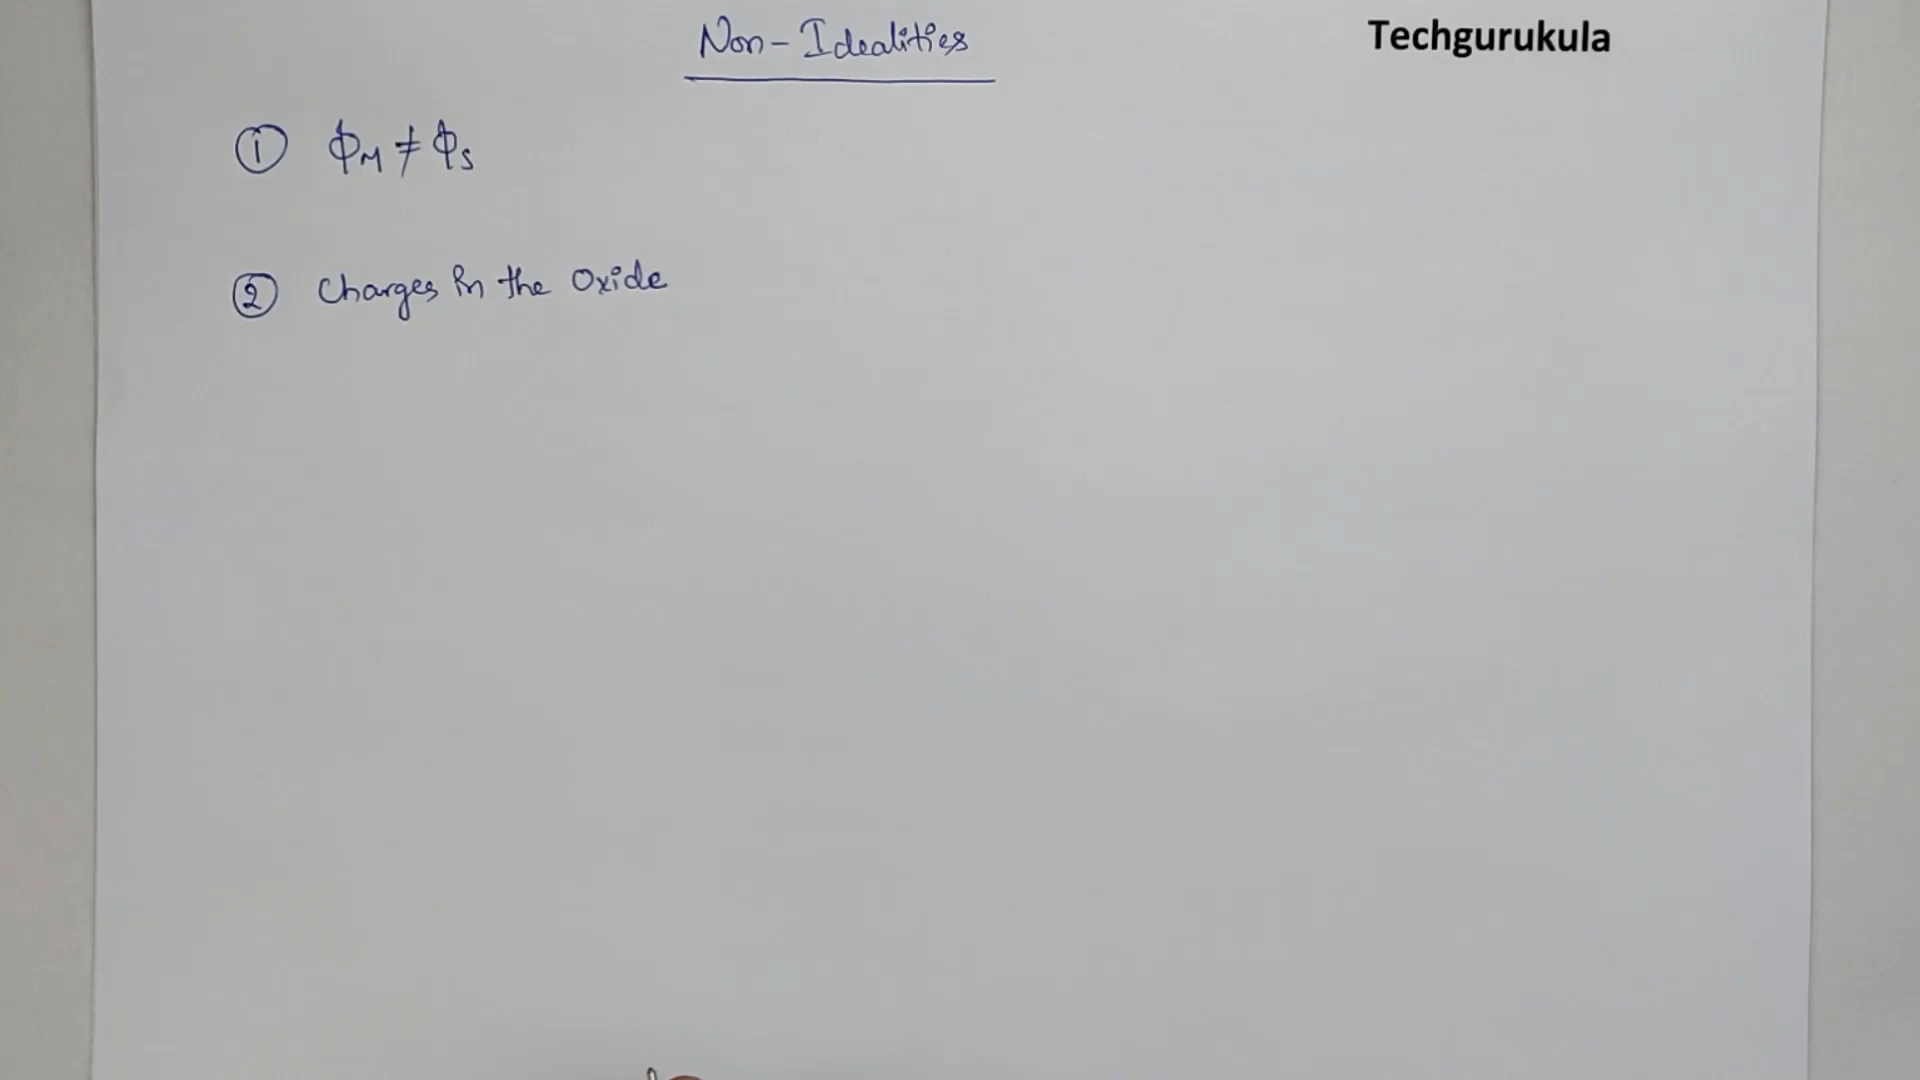 Non-Idealities
Techgurukula
① ΦM ≠ ΦS
② Charges in the Oxide